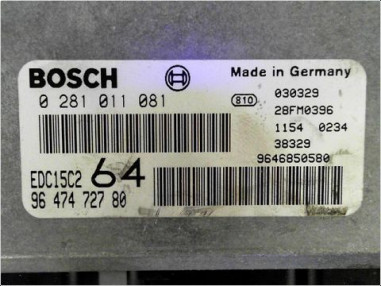 BOSCH
Made in Germany
0 281 011 081
810
030329
28FM0396
1154 0234
38329
9646850580
EDC15C2 64
96 474 727 80